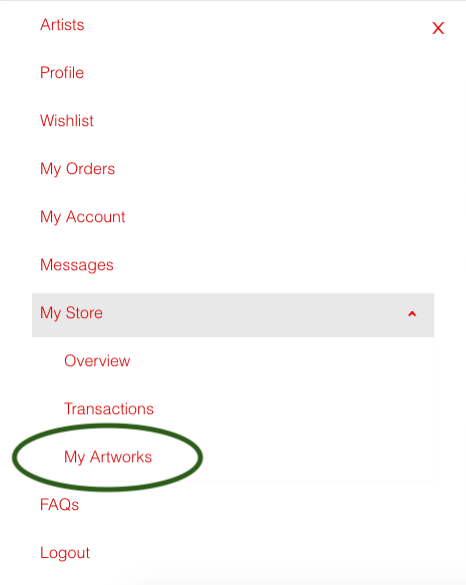 Artists
X
Profile
Wishlist
My Orders
My Account
Messages
My Store
Overview
Transactions
My Artworks
FAQs
Logout